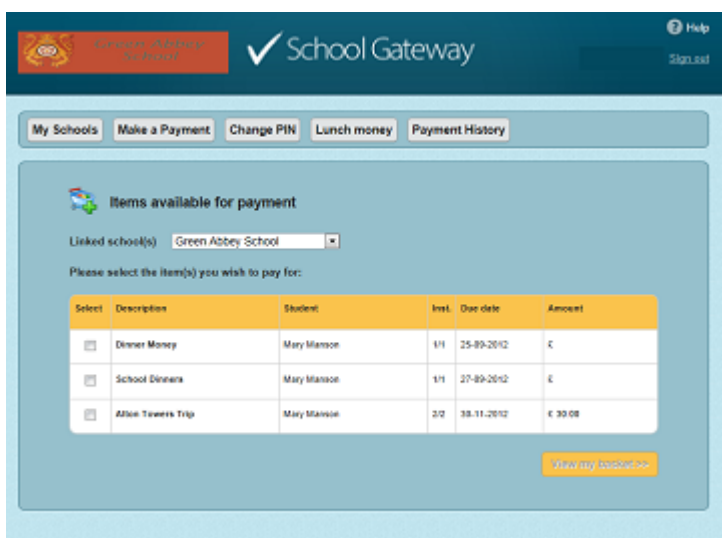 Green Abbey
School
School Gateway
Help
Sign out
My Schools Make a Payment Change PIN Lunch money Payment History
Items available for payment
Linked school(s) Green Abbey School
Please select the item(s) you wish to pay for:
Select Description Student Inst. Due date Amount
Dinner Money Mary Manson 1/1 25-09-2012 £
School Dinners Mary Manson 1/1 27-09-2012 £
Alton Towers Trip Mary Manson 2/2 30-11-2012 £ 30.00
View my basket >>